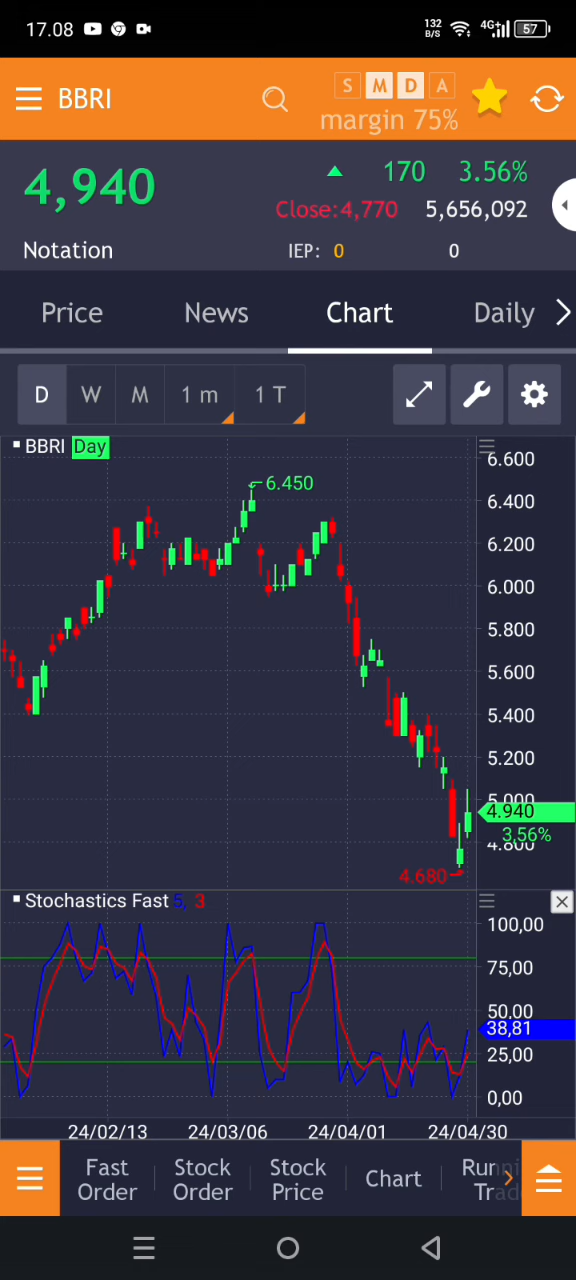 17.08 132 B/S 4G+ 57
BBRI S M D A
margin 75%
4,940 170 3.56%
Close:4,770 5,656,092
Notation IEP: 0 0
Price News Chart Daily
D W M 1 m 1 T
BBRI Day
6.600
6.450
6.400
6.200
6.000
5.800
5.600
5.400
5.200
5.000
4.940
3,56%
4.800
4.680
Stochastics Fast 5, 3
100,00
75,00
50,00
38,81
25,00
0,00
24/02/13 24/03/06 24/04/01 24/04/30
Fast Order
Stock Order
Stock Price
Chart